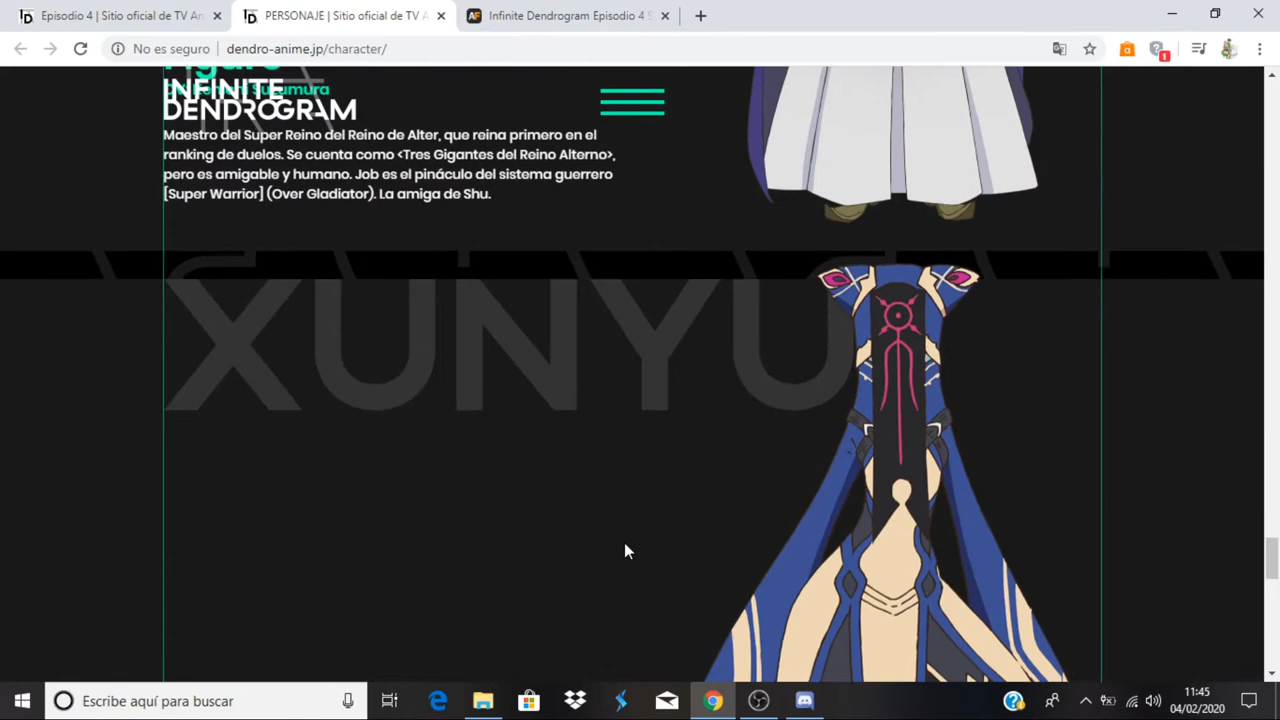 Episodio 4 | Sitio oficial de TV An
PERSONAJE | Sitio oficial de TV A
Infinite Dendrogram Episodio 4 S
No es seguro
dendro-anime.jp/character/
1
Figaro
INFINITE
DENDROGRAM
Maestro del Super Reino del Reino de Alter, que reina primero en el
ranking de duelos. Se cuenta como <Tres Gigantes del Reino Alterno>,
pero es amigable y humano. Job es el pináculo del sistema guerrero
[Super Warrior] (Over Gladiator). La amiga de Shu.
XUNYU
Escribe aquí para buscar
11:45
04/02/2020